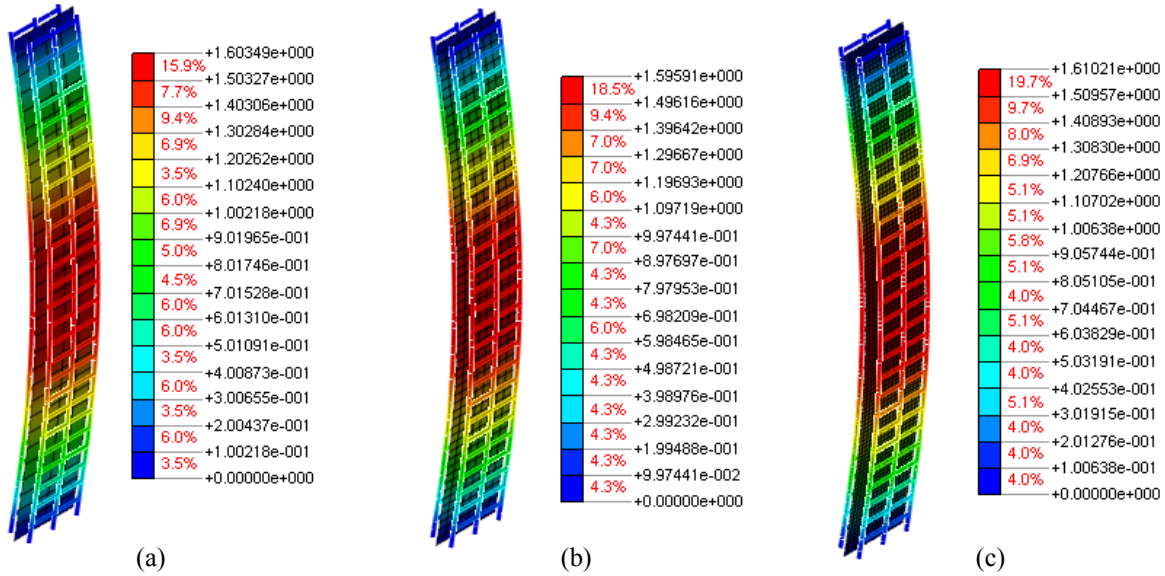 +1.60349e+000
15.9%
+1.50327e+000
7.7%
+1.40306e+000
9.4%
+1.30284e+000
6.9%
+1.20262e+000
3.5%
+1.10240e+000
6.0%
+1.00218e+000
6.9%
+9.01965e-001
5.0%
+8.01746e-001
4.5%
+7.01528e-001
6.0%
+6.01310e-001
6.0%
+5.01091e-001
3.5%
+4.00873e-001
6.0%
+3.00655e-001
3.5%
+2.00437e-001
6.0%
+1.00218e-001
3.5%
+0.00000e+000
(a)
+1.59591e+000
18.5%
+1.49616e+000
9.4%
+1.39642e+000
7.0%
+1.29667e+000
7.0%
+1.19693e+000
6.0%
+1.09719e+000
4.3%
+9.97441e-001
7.0%
+8.97697e-001
4.3%
+7.97953e-001
4.3%
+6.98209e-001
6.0%
+5.98465e-001
4.3%
+4.98721e-001
4.3%
+3.98976e-001
4.3%
+2.99232e-001
4.3%
+1.99488e-001
4.3%
+9.97441e-002
4.3%
+0.00000e+000
(b)
+1.61021e+000
19.7%
+1.50957e+000
9.7%
+1.40893e+000
8.0%
+1.30830e+000
6.9%
+1.20766e+000
5.1%
+1.10702e+000
5.1%
+1.00638e+000
5.8%
+9.05744e-001
5.1%
+8.05105e-001
4.0%
+7.04467e-001
5.1%
+6.03829e-001
4.0%
+5.03191e-001
4.0%
+4.02553e-001
5.1%
+3.01915e-001
4.0%
+2.01276e-001
4.0%
+1.00638e-001
4.0%
+0.00000e+000
(c)